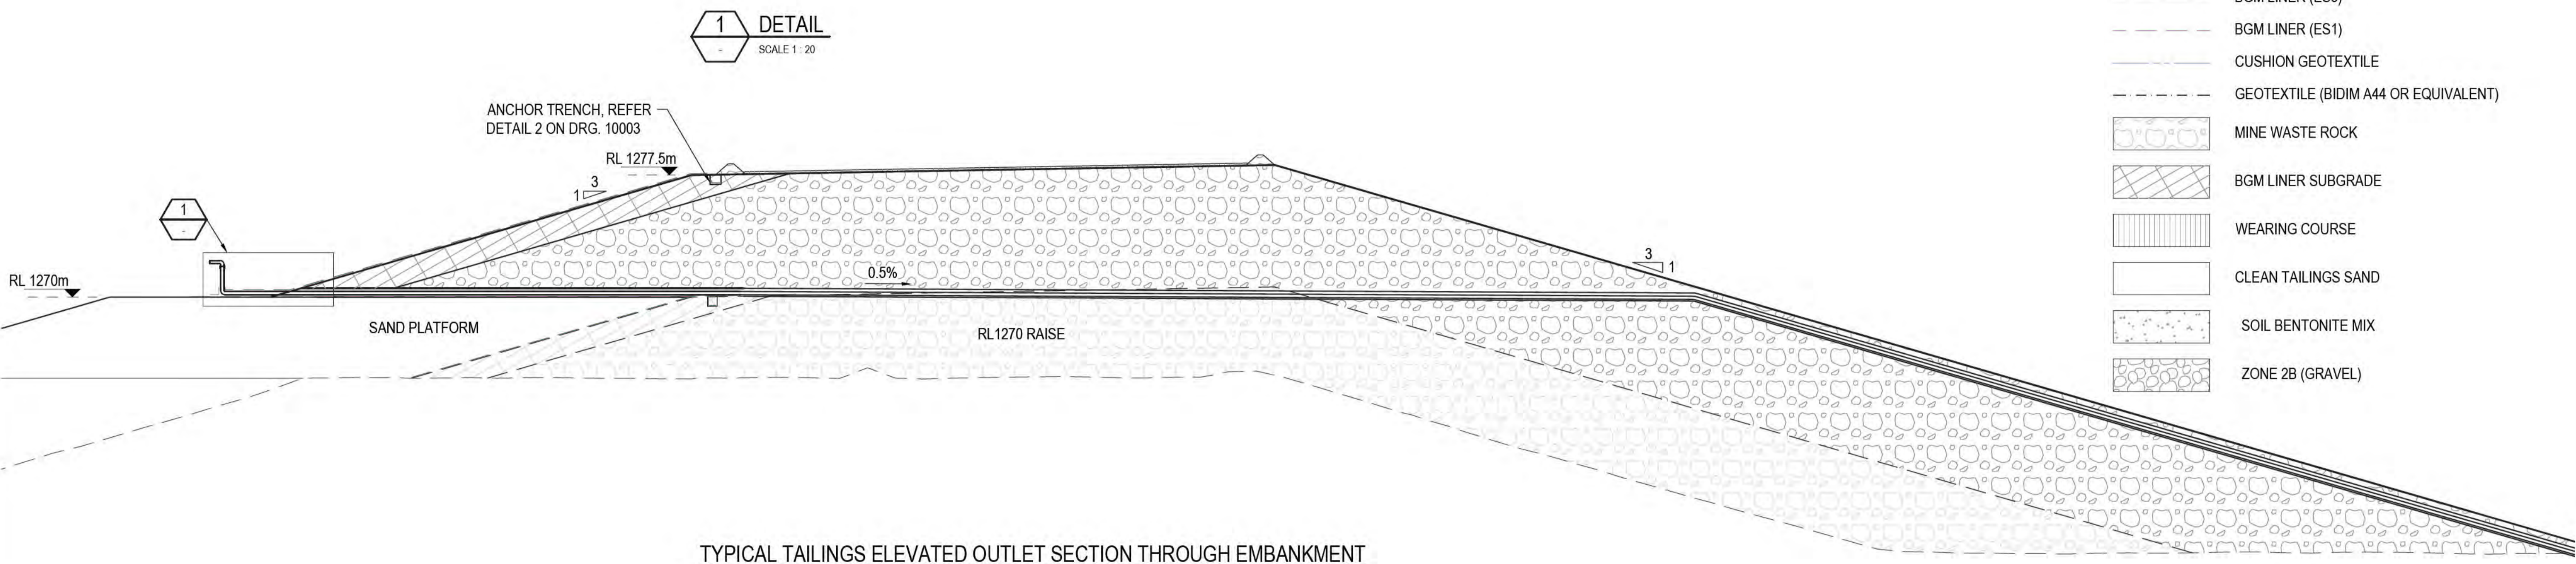 1
DETAIL
-
SCALE 1 : 20
ANCHOR TRENCH, REFER
DETAIL 2 ON DRG. 10003
RL 1277.5m
3
1
1
-
RL 1270m
0.5%
3
1
SAND PLATFORM
RL1270 RAISE
TYPICAL TAILINGS ELEVATED OUTLET SECTION THROUGH EMBANKMENT
BGM LINER (ES1)
CUSHION GEOTEXTILE
GEOTEXTILE (BIDIM A44 OR EQUIVALENT)
MINE WASTE ROCK
BGM LINER SUBGRADE
WEARING COURSE
CLEAN TAILINGS SAND
SOIL BENTONITE MIX
ZONE 2B (GRAVEL)